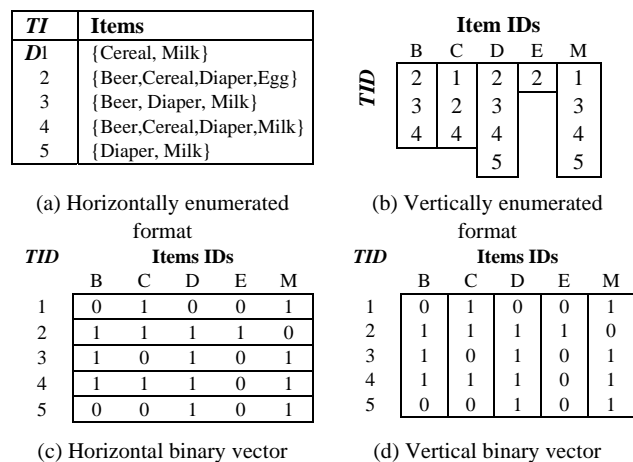 TI Items
D1 {Cereal, Milk}
2 {Beer,Cereal,Diaper,Egg}
3 {Beer, Diaper, Milk}
4 {Beer,Cereal,Diaper,Milk}
5 {Diaper, Milk}
(a) Horizontally enumerated
format
Item IDs
B C D E M
TID
2 1 2 2 1
3 2 3 3
4 4 4 4
5 5
(b) Vertically enumerated
format
TID Items IDs
B C D E M
1 0 1 0 0 1
2 1 1 1 1 0
3 1 0 1 0 1
4 1 1 1 0 1
5 0 0 1 0 1
(c) Horizontal binary vector
TID Items IDs
B C D E M
1 0 1 0 0 1
2 1 1 1 1 0
3 1 0 1 0 1
4 1 1 1 0 1
5 0 0 1 0 1
(d) Vertical binary vector